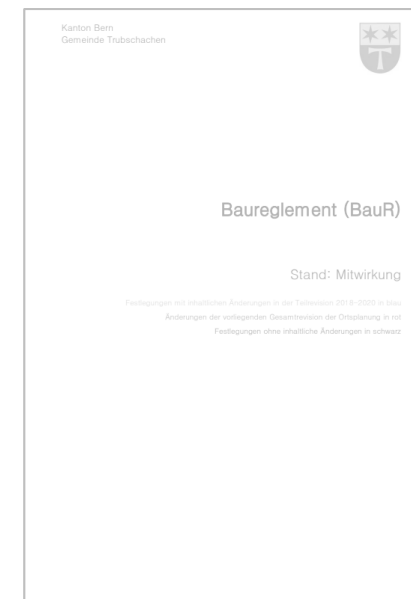 Kanton Bern
Gemeinde Trubschachen
Baureglement (BauR)
Stand: Mitwirkung
Festlegungen mit inhaltlichen Änderungen in der Teilrevision 2018-2020 in blau
Änderungen der vorliegenden Gesamtrevision der Ortsplanung in rot
Festlegungen ohne inhaltliche Änderungen in schwarz